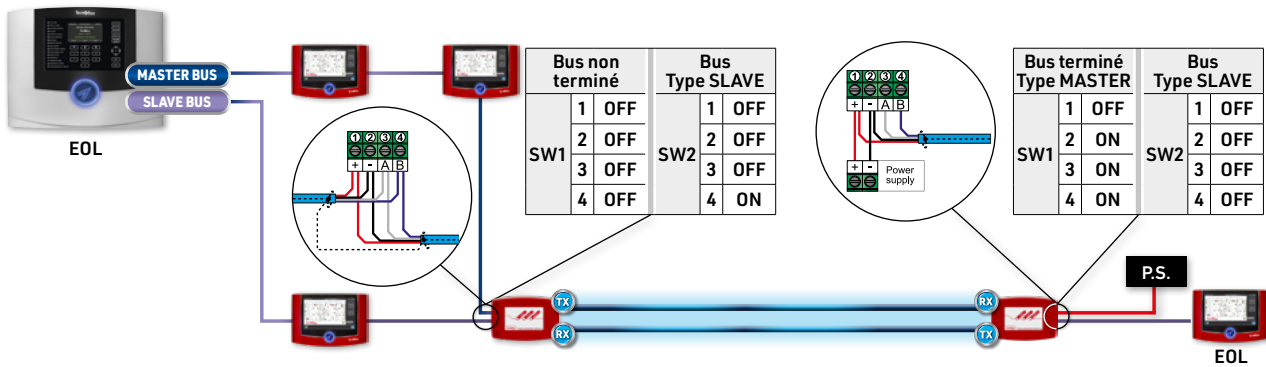 MASTER BUS
SLAVE BUS
EOL
1 2 3 4
+ - A B
Bus non terminé
Bus Type SLAVE
SW1
1 OFF
2 OFF
3 OFF
4 OFF
SW2
1 OFF
2 OFF
3 OFF
4 ON
1 2 3 4
+ - A B
+ -
Power supply
Bus terminé Type MASTER
Bus Type SLAVE
SW1
1 OFF
2 ON
3 ON
4 ON
SW2
1 OFF
2 OFF
3 OFF
4 OFF
TX
RX
RX
TX
P.S.
EOL